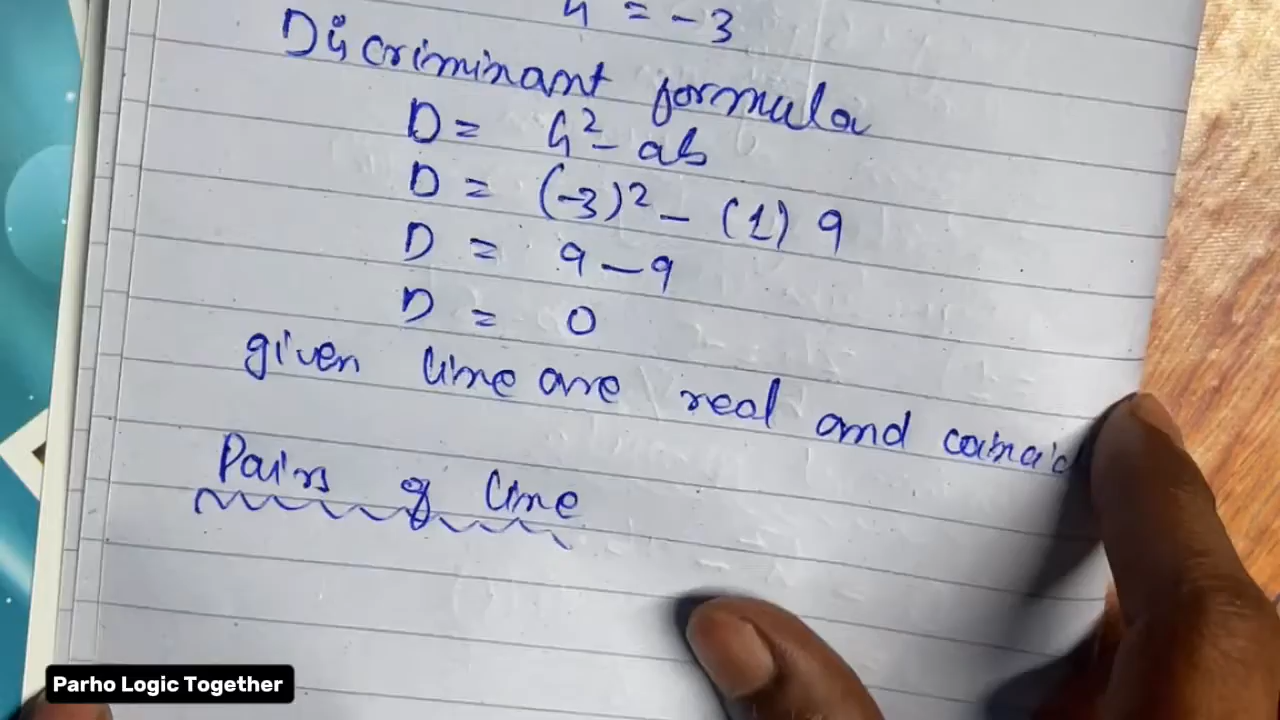 h = -3
Discriminant formula
D = h² - ab
D = (-3)² - (1) 9
D = 9 - 9
D = 0
given line are real and
Pairs of line
Parho Logic Together